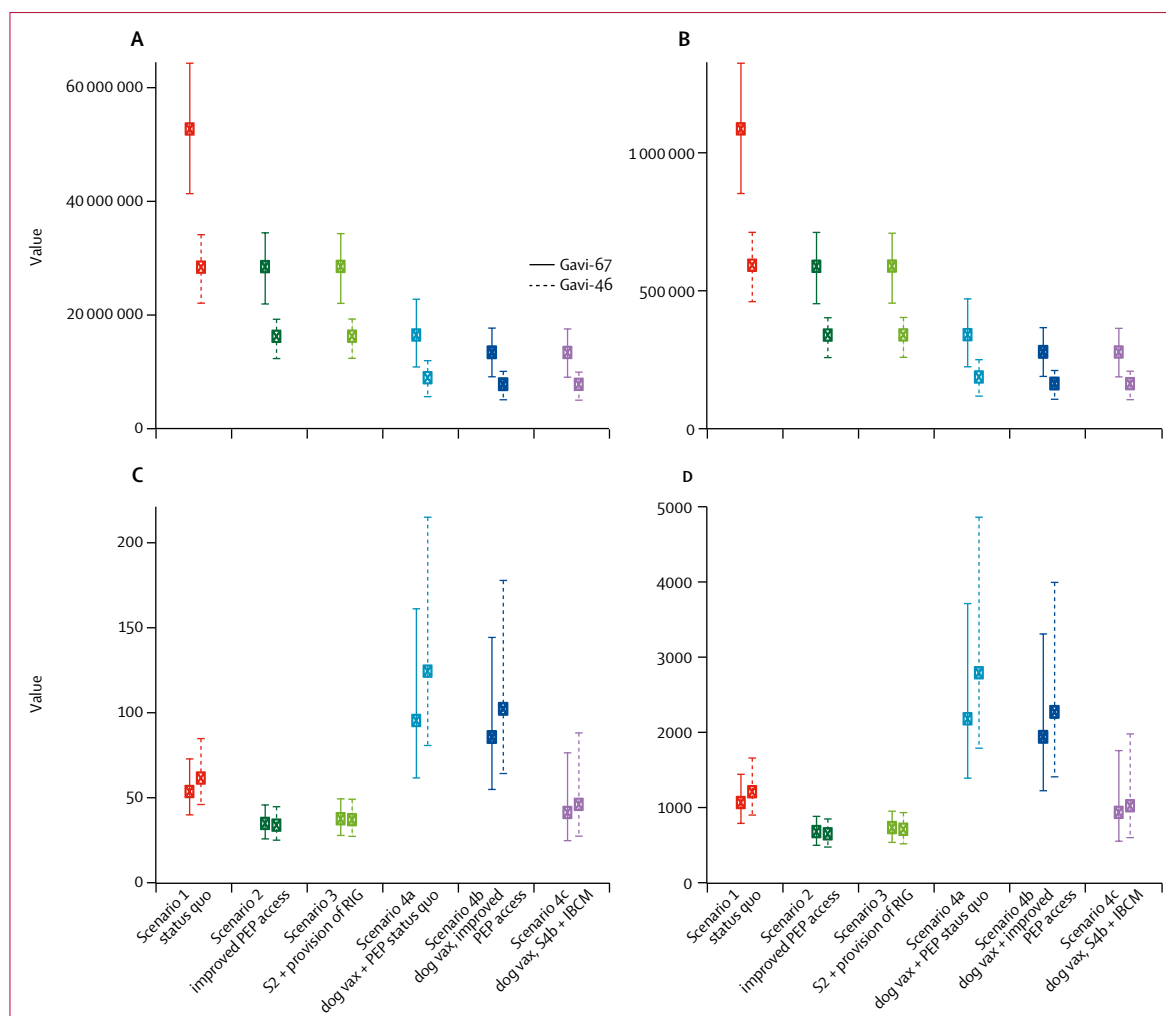 A
B
60 000 000
40 000 000
20 000 000
0
Value
Gavi-67
Gavi-46
1 000 000
500 000
0
C
D
200
150
100
50
0
Value
5000
4000
3000
2000
1000
0
Scenario 1
status quo
Scenario 2
improved PEP access
Scenario 3
S2 + provision of RIG
Scenario 4a
dog vax + PEP status quo
Scenario 4b
dog vax, improved
PEP access
Scenario 4c
dog vax, S4b + IBCM
Scenario 1
status quo
Scenario 2
improved PEP access
Scenario 3
S2 + provision of RIG
Scenario 4a
dog vax + PEP status quo
Scenario 4b
dog vax + improved
PEP access
Scenario 4c
dog vax, S4b + IBCM